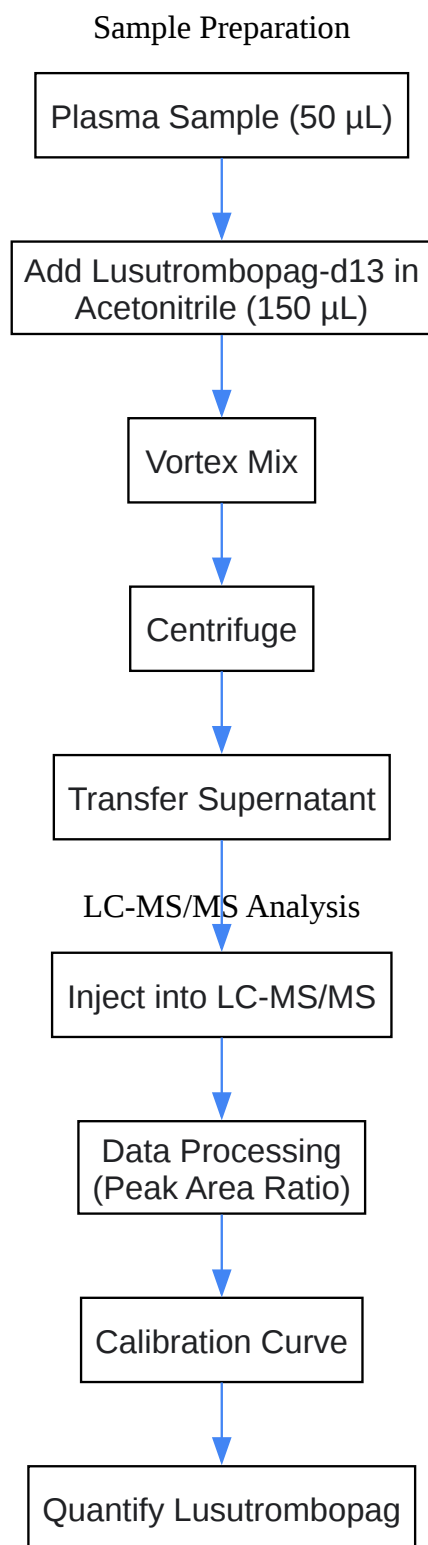 Sample Preparation
Plasma Sample (50 µL)
Add Lusutrombopag-d13 in
Acetonitrile (150 µL)
Vortex Mix
Centrifuge
Transfer Supernatant
LC-MS/MS Analysis
Inject into LC-MS/MS
Data Processing
(Peak Area Ratio)
Calibration Curve
Quantify Lusutrombopag